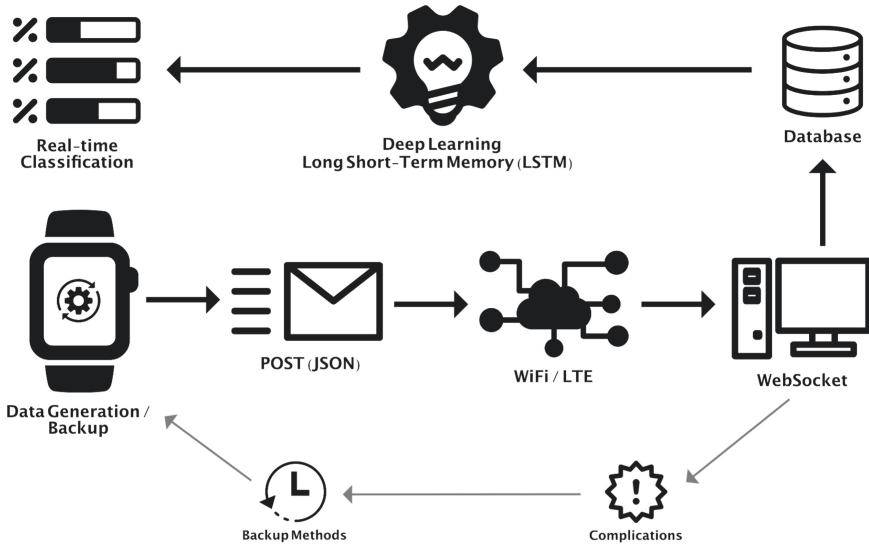 Real-time
Classification
Deep Learning
Long Short-Term Memory (LSTM)
Database
Data Generation /
Backup
POST (JSON)
WiFi / LTE
WebSocket
Backup Methods
Complications